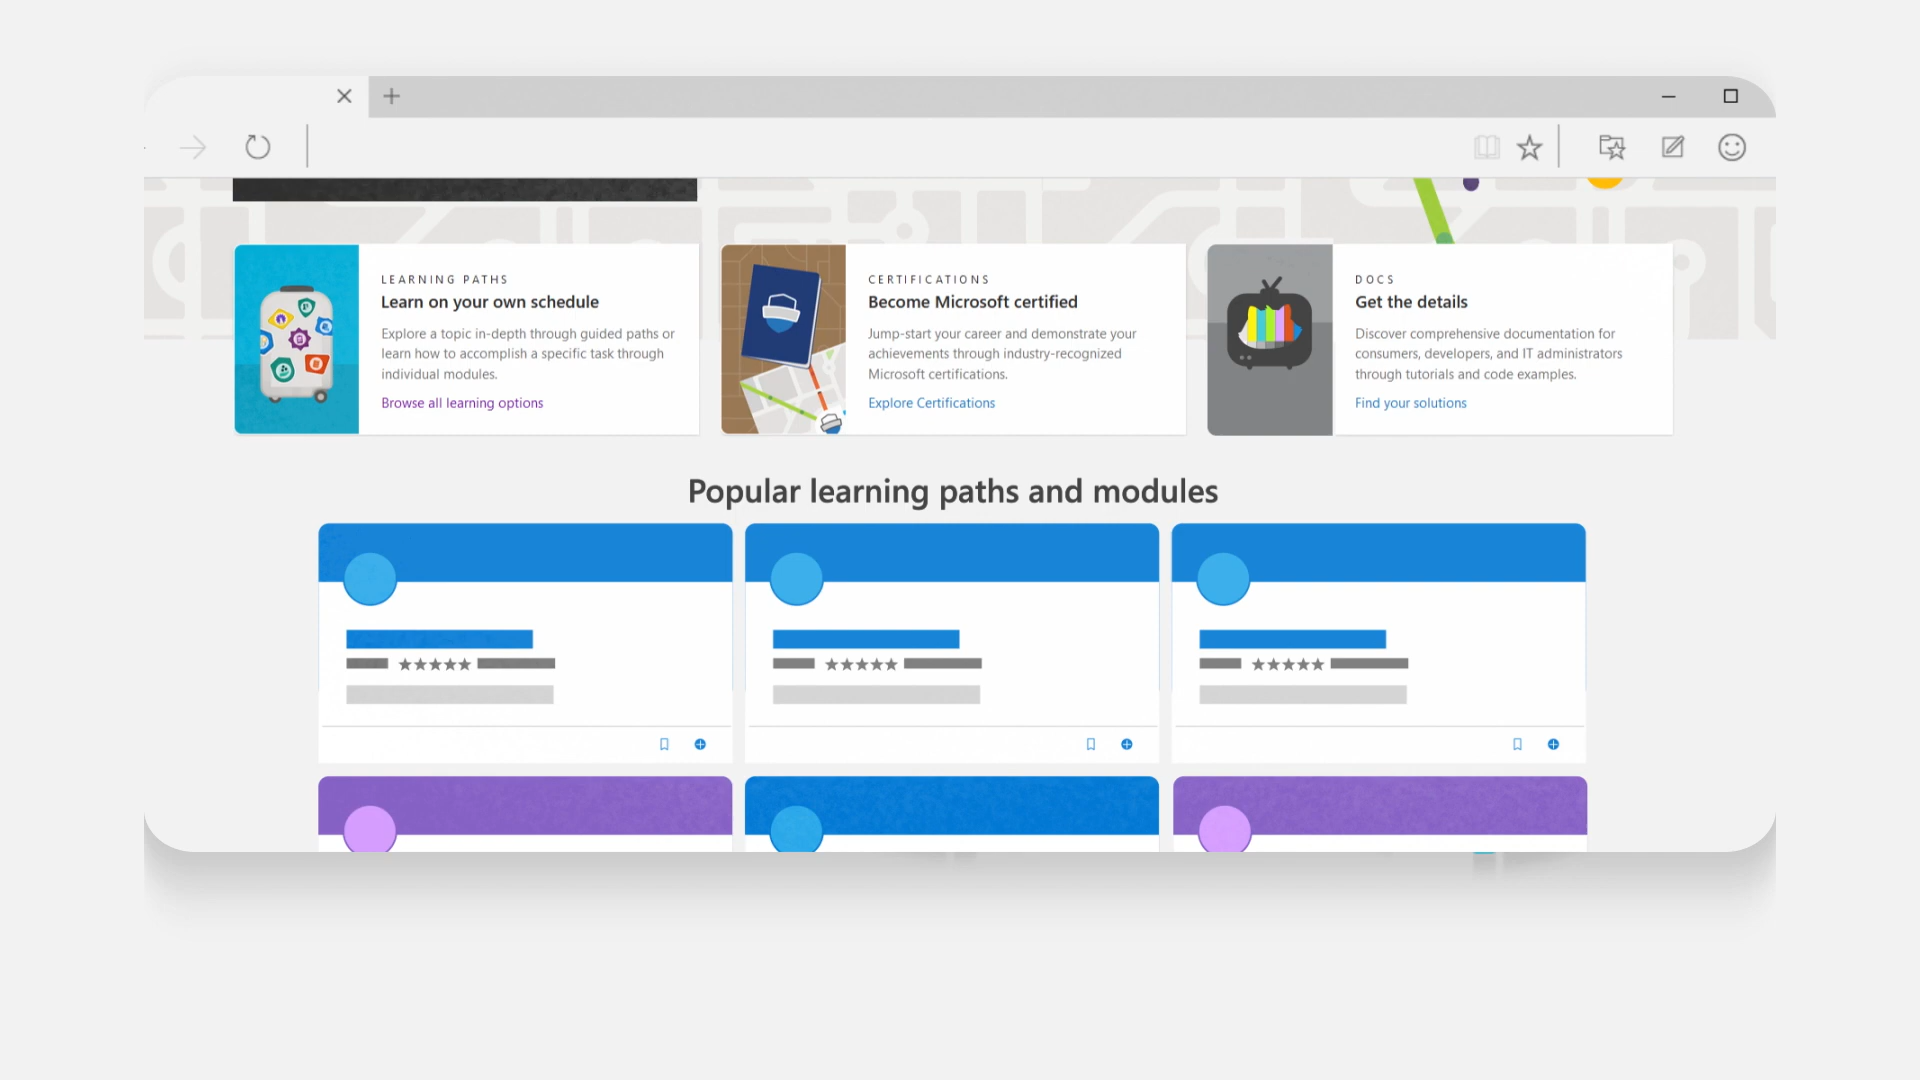 LEARNING PATHS
Learn on your own schedule
Explore a topic in-depth through guided paths or
learn how to accomplish a specific task through
individual modules.
Browse all learning options
CERTIFICATIONS
Become Microsoft certified
Jump-start your career and demonstrate your
achievements through industry-recognized
Microsoft certifications.
Explore Certifications
DOCS
Get the details
Discover comprehensive documentation for
consumers, developers, and IT administrators
through tutorials and code examples.
Find your solutions
Popular learning paths and modules